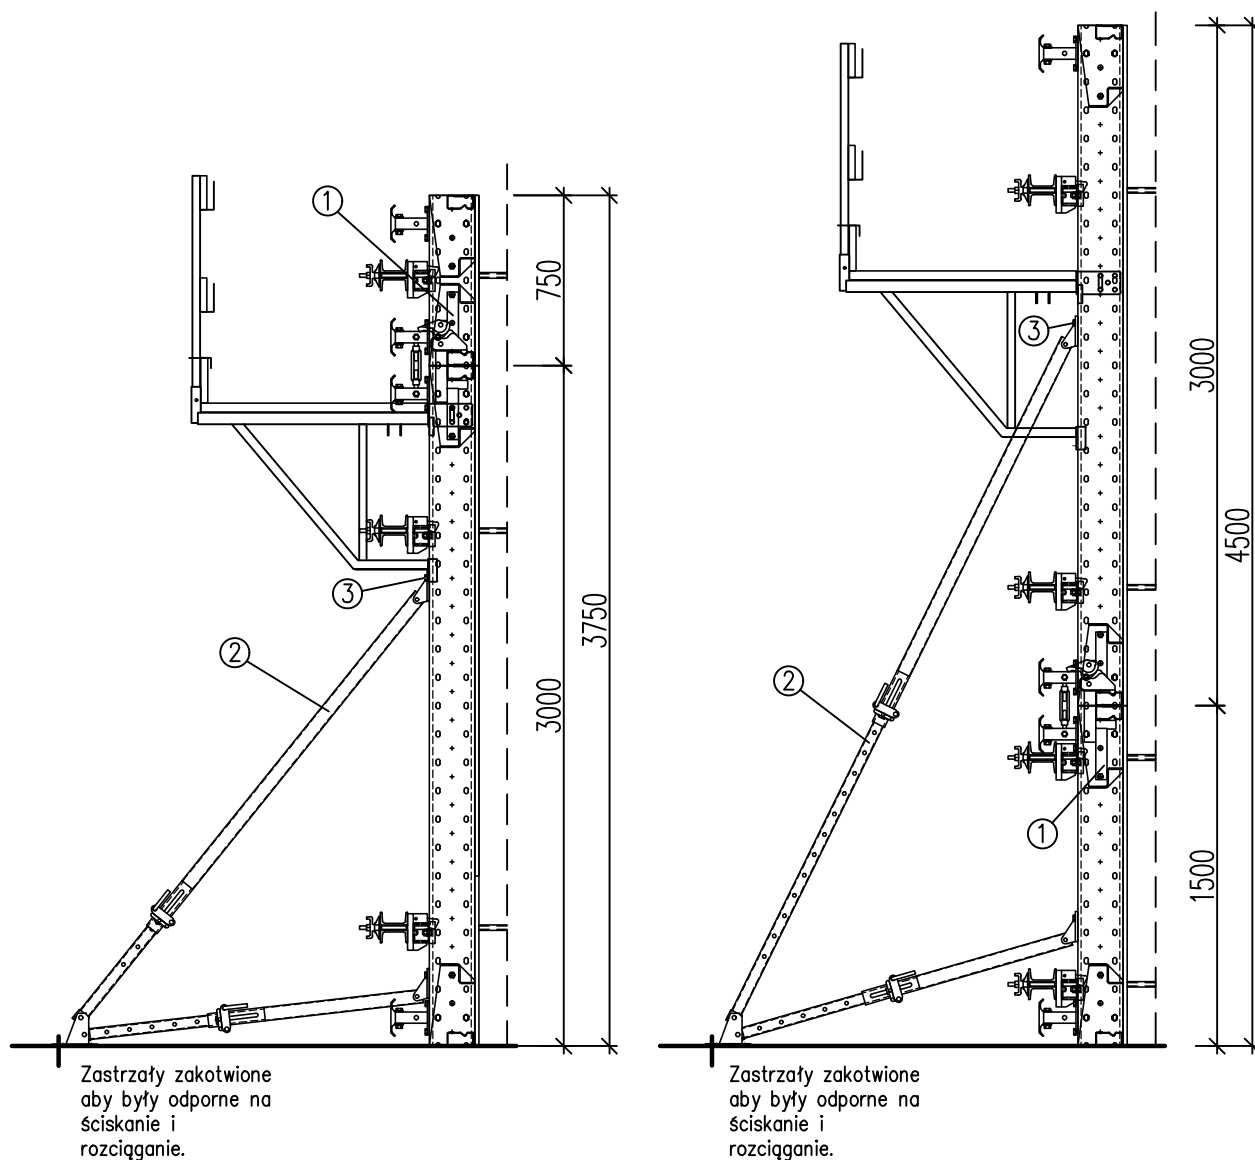 1
750
3
3750
2
3000
Zastrzały zakotwione
aby były odporne na
ściskanie i
rozciąganie.
3
3000
4500
2
1
1500
Zastrzały zakotwione
aby były odporne na
ściskanie i
rozciąganie.